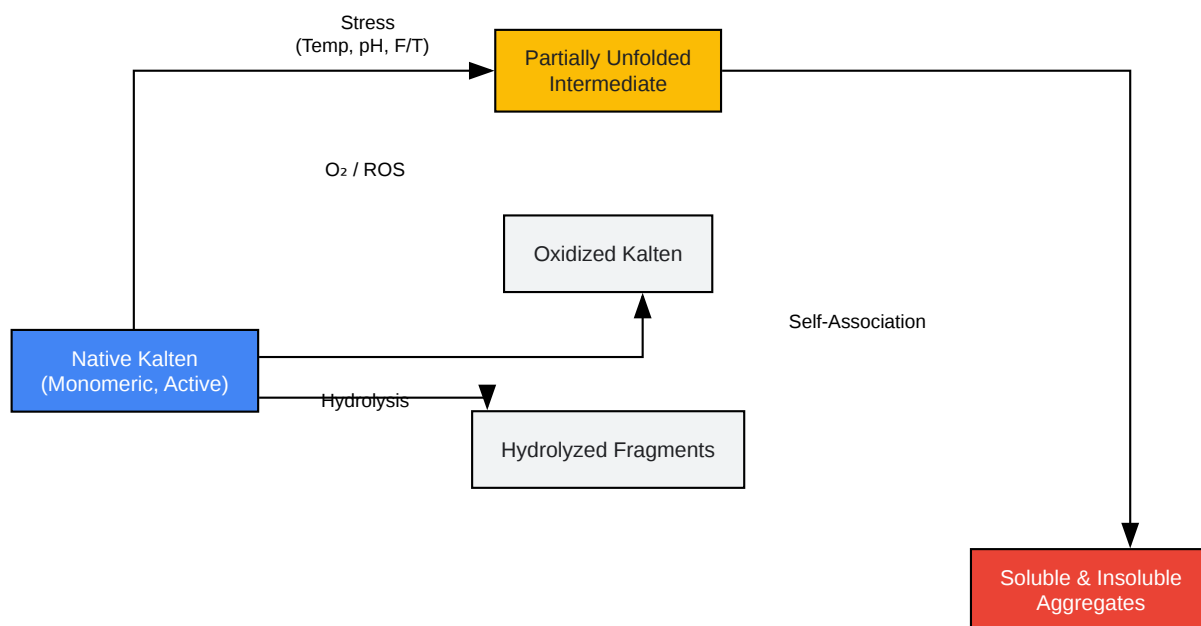 Stress
(Temp, pH, F/T)
Partially Unfolded
Intermediate
O₂ / ROS
Oxidized Kalten
Self-Association
Native Kalten
(Monomeric, Active)
Hydrolysis
Hydrolyzed Fragments
Soluble & Insoluble
Aggregates